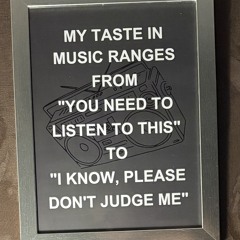 MY TASTE IN
MUSIC RANGES
FROM
"YOU NEED TO
LISTEN TO THIS"
TO
"I KNOW, PLEASE
DON'T JUDGE ME"